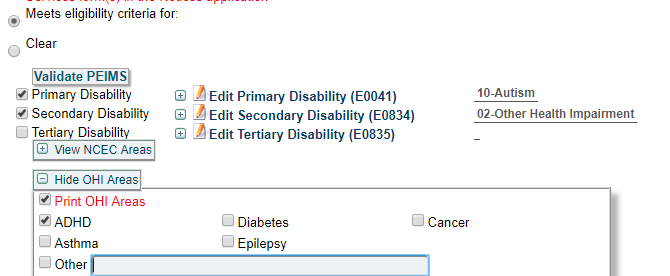 Meets eligibility criteria for:
Clear
Validate PEIMS
Primary Disability Edit Primary Disability (E0041) 10-Autism
Secondary Disability Edit Secondary Disability (E0834) 02-Other Health Impairment
Tertiary Disability Edit Tertiary Disability (E0835)
View NCEC Areas
Hide OHI Areas
Print OHI Areas
ADHD Diabetes Cancer
Asthma Epilepsy
Other